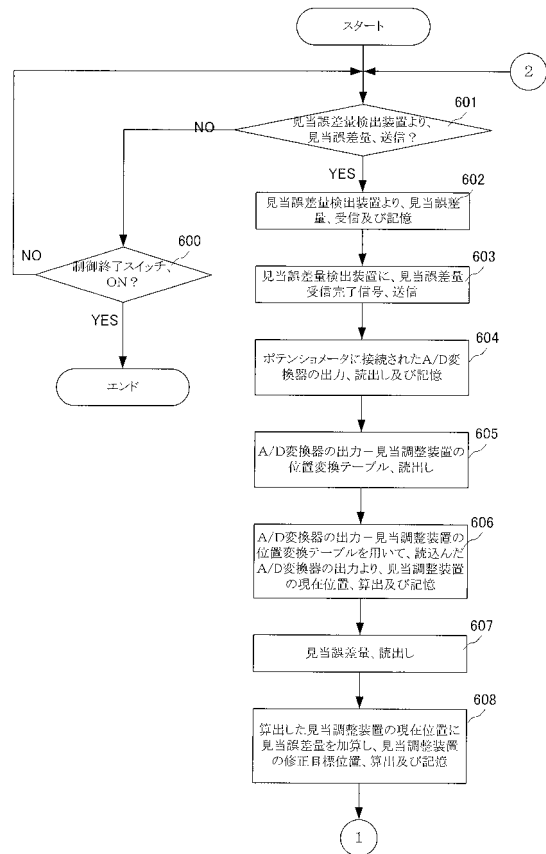 スタート
2
601
見当誤差量検出装置より、
見当誤差量、送信？
NO
YES
602
見当誤差量検出装置より、見当誤差
量、受信及び記憶
600
制御終了スイッチ、
ON？
NO
YES
エンド
603
見当誤差量検出装置に、見当誤差量
受信完了信号、送信
604
ポテンショメータに接続されたA/D変
換器の出力、読出し及び記憶
605
A/D変換器の出力－見当調整装置の
位置変換テーブル、読出し
606
A/D変換器の出力－見当調整装置の
位置変換テーブルを用いて、読込んだ
A/D変換器の出力より、見当調整装置
の現在位置、算出及び記憶
607
見当誤差量、読出し
608
算出した見当調整装置の現在位置に
見当誤差量を加算し、見当調整装置
の修正目標位置、算出及び記憶
1